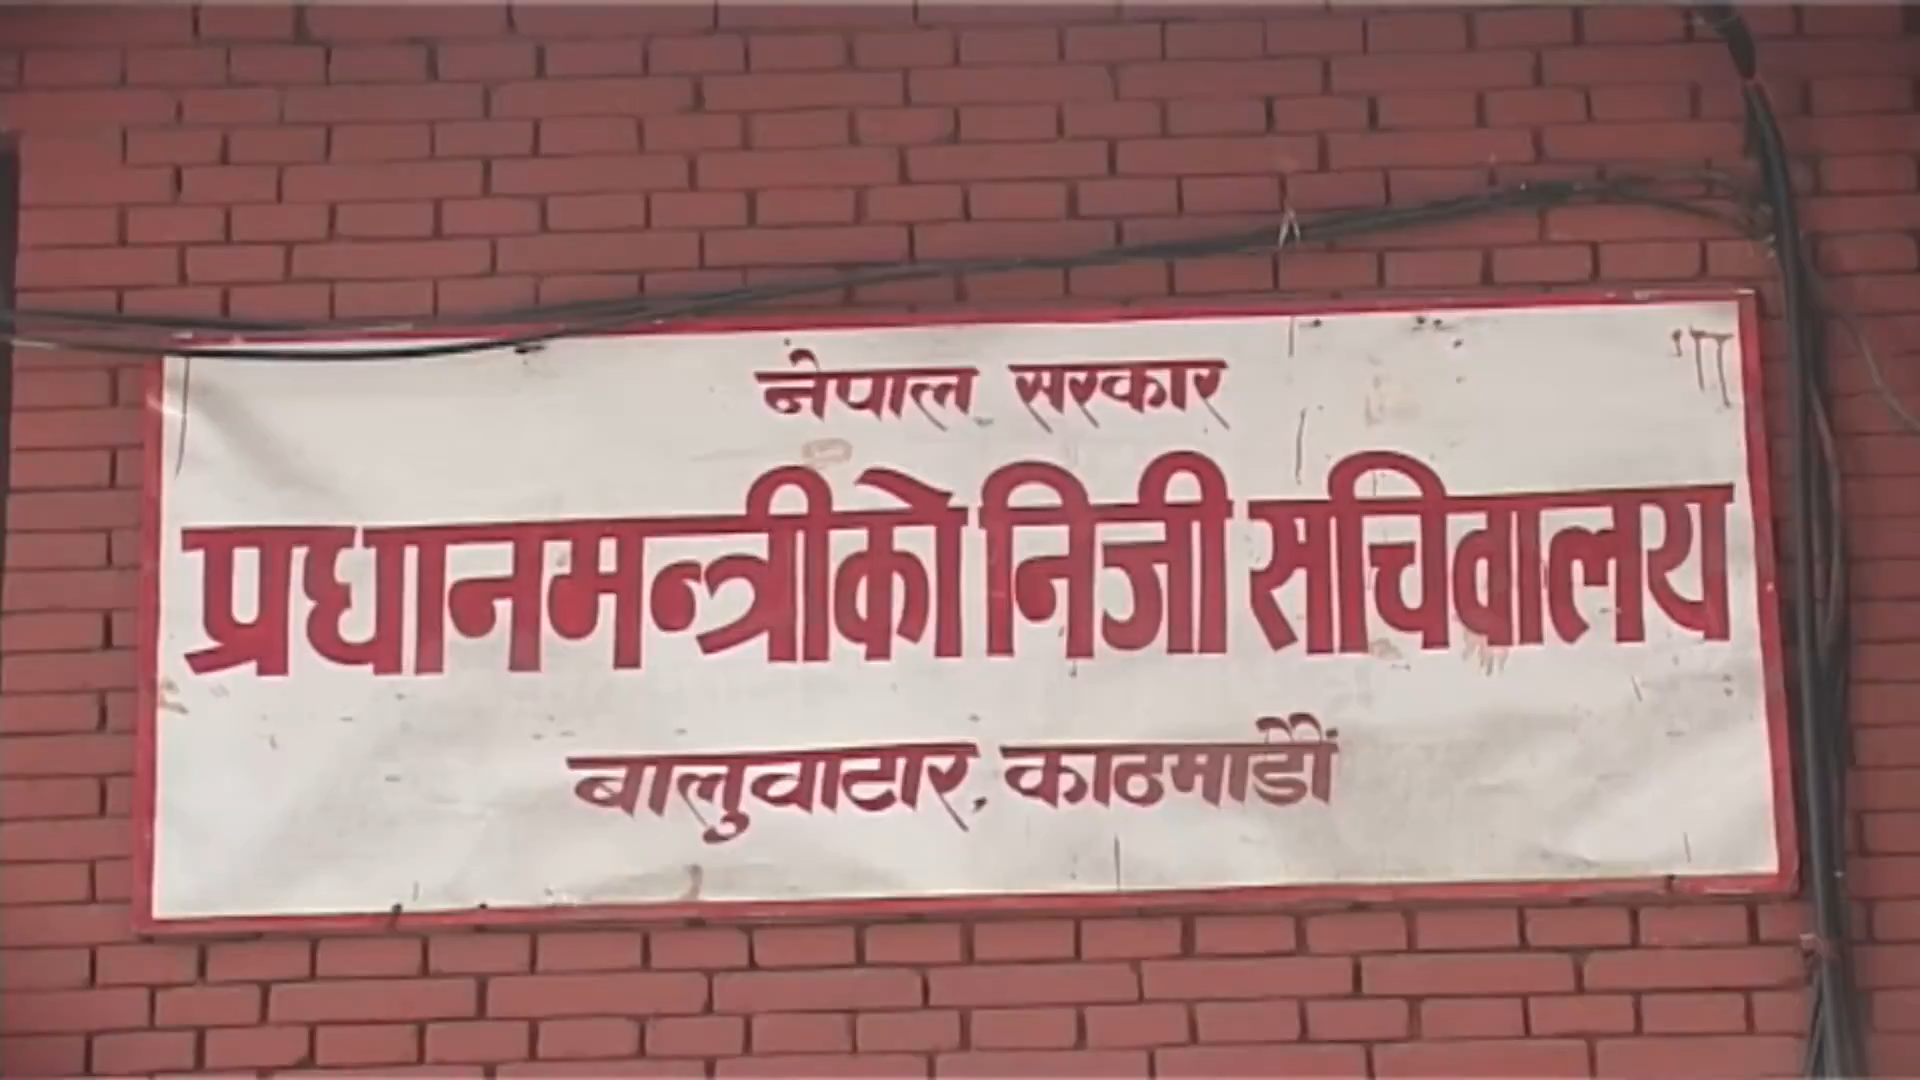 नेपाल सरकार
प्रधानमन्त्रीको निजी सचिवालय
बालुवाटार, काठमाडौं